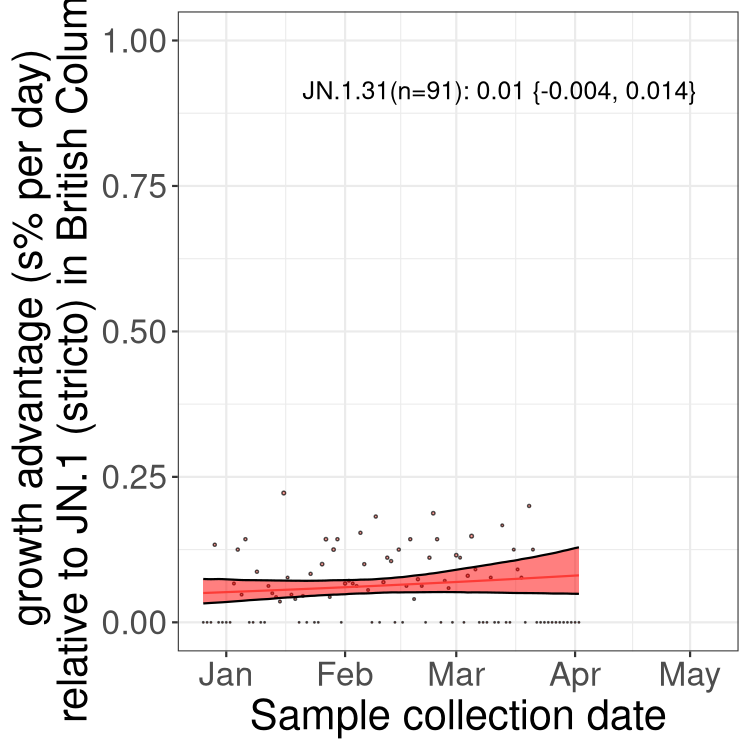 growth advantage (s% per day)
relative to JN.1 (stricto) in British Colum
1.00
0.75
0.50
0.25
0.00
JN.1.31(n=91): 0.01 {-0.004, 0.014}
Jan Feb Mar Apr May
Sample collection date